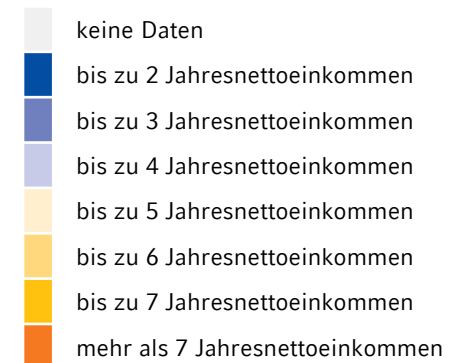 keine Daten
bis zu 2 Jahresnettoeinkommen
bis zu 3 Jahresnettoeinkommen
bis zu 4 Jahresnettoeinkommen
bis zu 5 Jahresnettoeinkommen
bis zu 6 Jahresnettoeinkommen
bis zu 7 Jahresnettoeinkommen
mehr als 7 Jahresnettoeinkommen